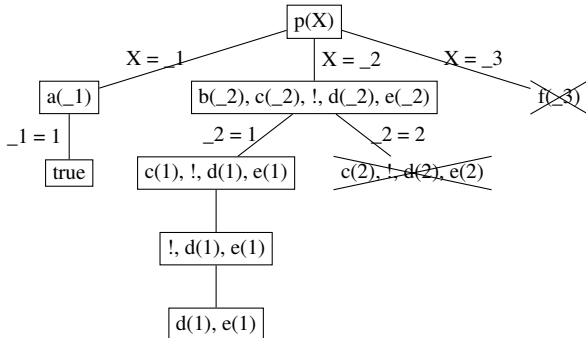 p(X)
X = _1
X = _2
X = _3
a(_1)
b(_2), c(_2), !, d(_2), e(_2)
f(_3)
_1 = 1
_2 = 1
_2 = 2
true
c(1), !, d(1), e(1)
c(2), !, d(2), e(2)
!, d(1), e(1)
d(1), e(1)